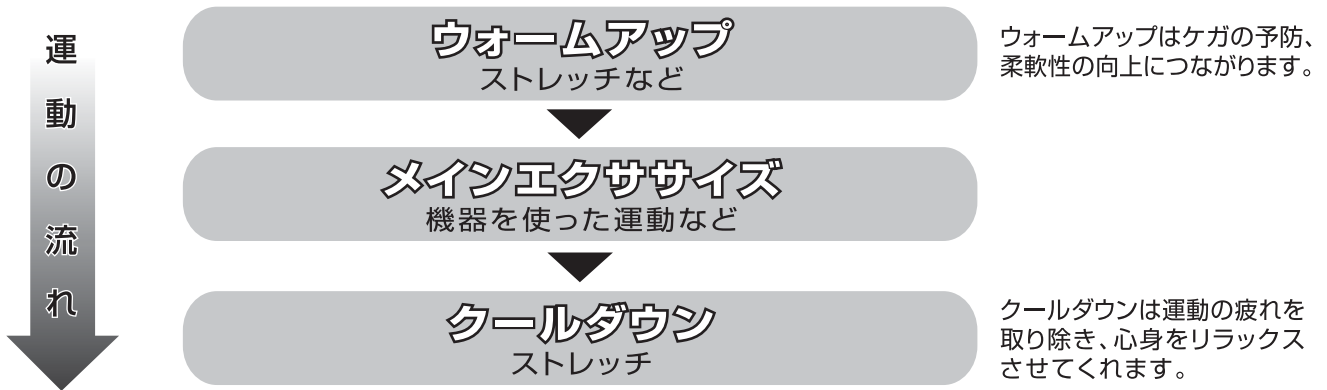 運動の流れ
ウォームアップ
ストレッチなど
ウォームアップはケガの予防、
柔軟性の向上につながります。
メインエクササイズ
機器を使った運動など
クールダウン
ストレッチ
クールダウンは運動の疲れを
取り除き、心身をリラックス
させてくれます。